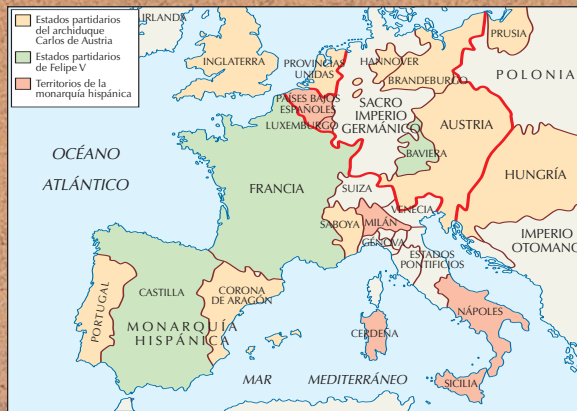 Estados partidarios
del archiduque
Carlos de Austria
Estados partidarios
de Felipe V
Territorios de la
monarquía hispánica
IRLANDA
INGLATERRA
PROVINCIAS
UNIDAS
HANNOVER
BRANDEBURGO
PRUSIA
POLONIA
PAÍSES BAJOS
ESPAÑOLES
LUXEMBURGO
SACRO
IMPERIO
GERMÁNICO
AUSTRIA
BAVIERA
HUNGRÍA
OCÉANO
ATLÁNTICO
FRANCIA
SUIZA
SABOYA
MILÁN
VENECIA
GÉNOVA
ESTADOS
PONTIFICIOS
IMPERIO
OTOMANO
PORTUGAL
CASTILLA
CORONA
DE ARAGÓN
MONARQUÍA
HISPÁNICA
CERDEÑA
NÁPOLES
SICILIA
MAR MEDITERRÁNEO